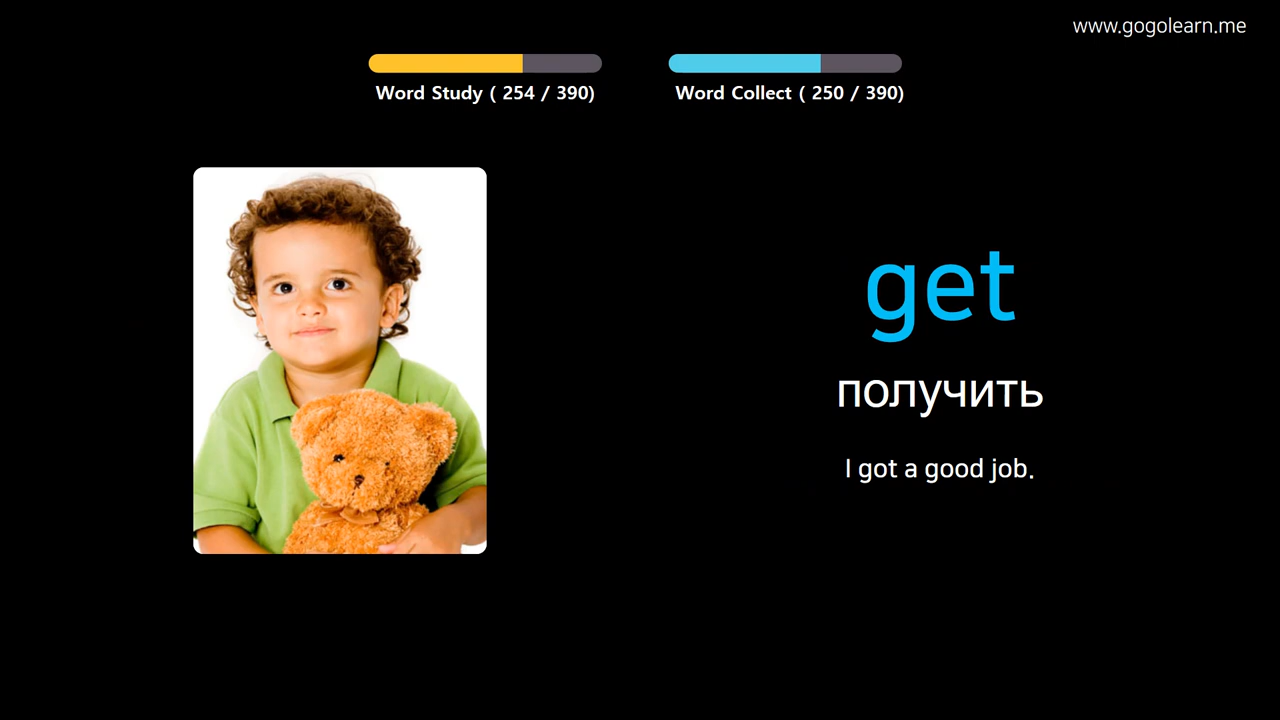 www.gogolearn.me
Word Study ( 254 / 390)
Word Collect ( 250 / 390)
get
получить
I got a good job.